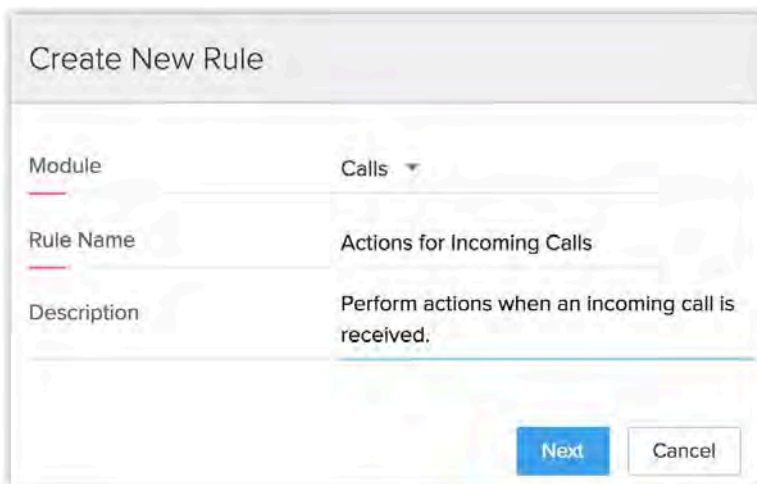 Create New Rule
Module
Calls
Rule Name
Actions for Incoming Calls
Description
Perform actions when an incoming call is
received.
Next
Cancel